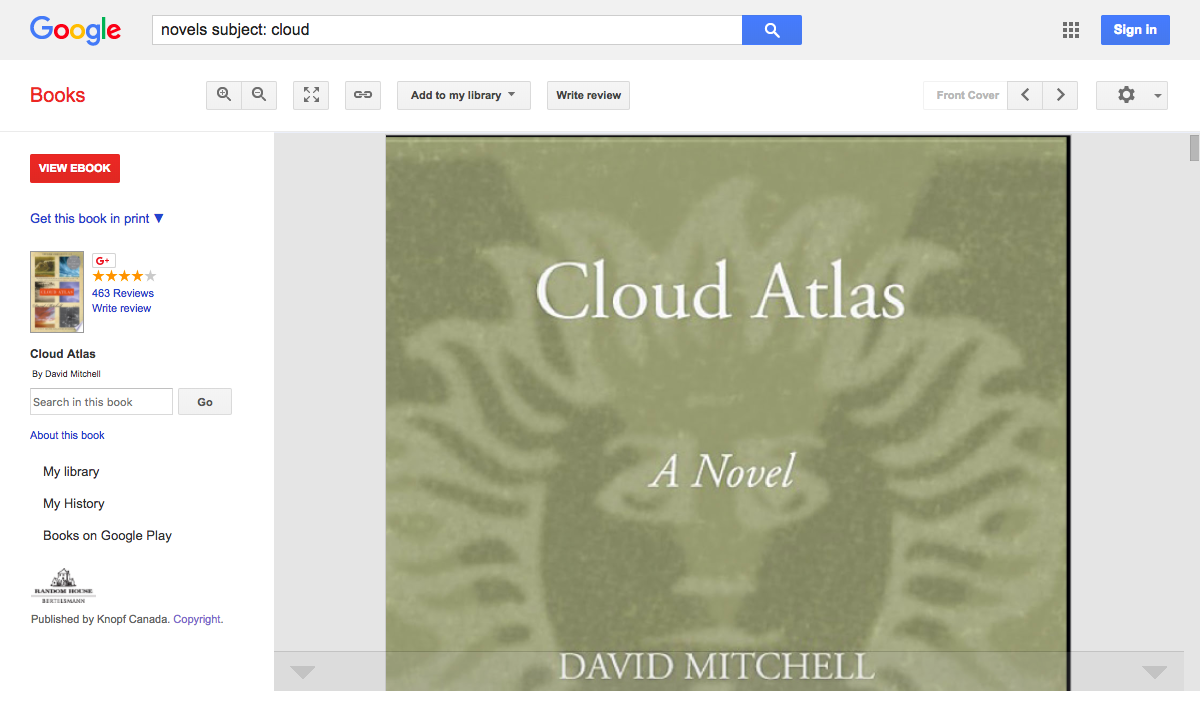 Google
novels subject: cloud
Sign in
Books
Add to my library
Write review
Front Cover
VIEW EBOOK
Get this book in print ▼
G+
463 Reviews
Write review
CLOUD ATLAS
Cloud Atlas
By David Mitchell
Search in this book
Go
About this book
My library
My History
Books on Google Play
RANDOM HOUSE
BERTELSMANN
Published by Knopf Canada. Copyright.
Cloud Atlas
A Novel
DAVID MITCHELL